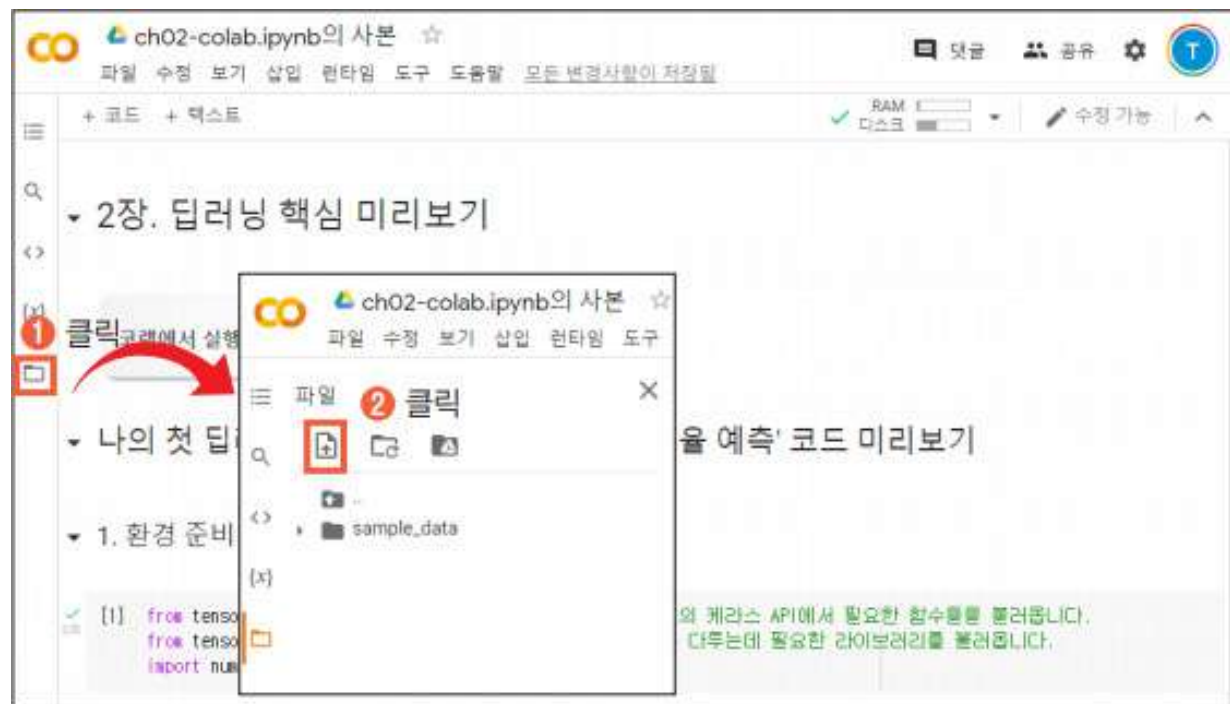 CO ch02-colab.ipynb의 사본
파일 수정 보기 삽입 런타임 도구 도움말 모든 변경사항이 저장됨
댓글 공유 T
+ 코드 + 텍스트
RAM
디스크
수정 가능
2장. 딥러닝 핵심 미리보기
1 클릭
코랩에서 실행
나의 첫 딥
율 예측' 코드 미리보기
1. 환경 준비
[1] from tenso
의 케라스 API에서 필요한 함수들을 불러옵니다.
from tenso
다루는데 필요한 라이브러리를 불러옵니다.
import num
CO ch02-colab.ipynb의 사본
파일 수정 보기 삽입 런타임 도구
파일
2 클릭
..
sample_data
{x}